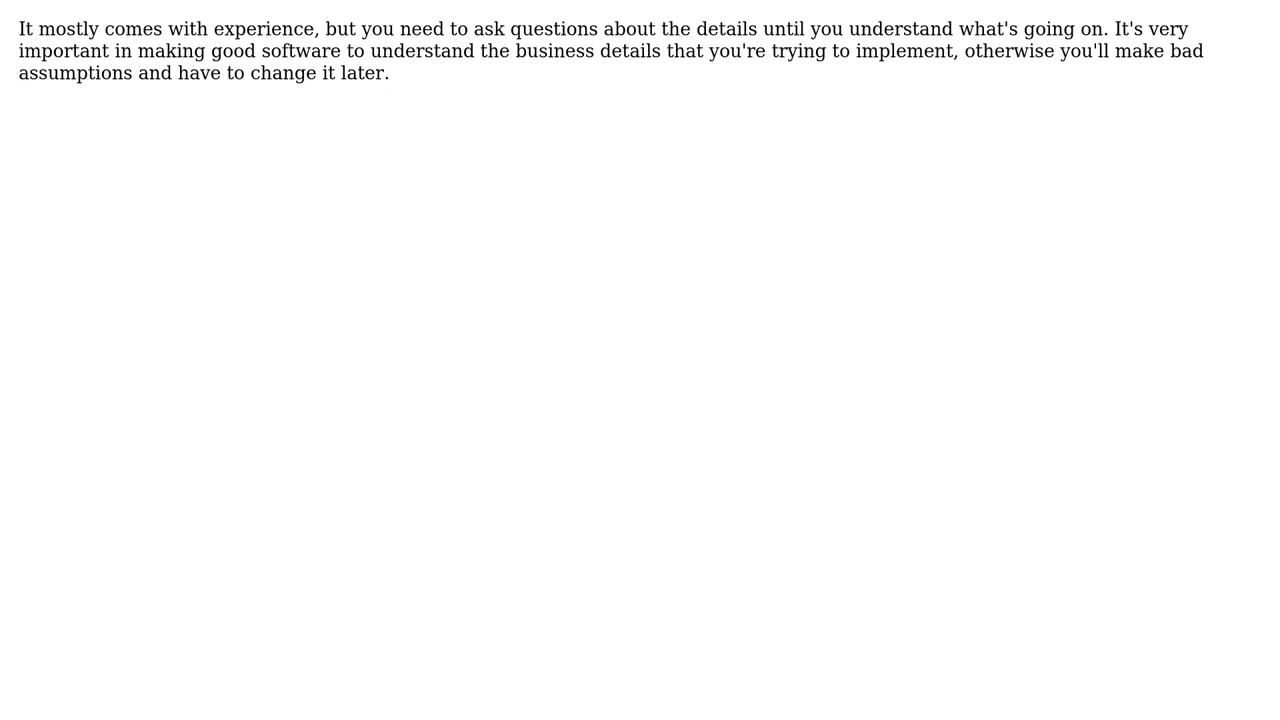 It mostly comes with experience, but you need to ask questions about the details until you understand what's going on. It's very
important in making good software to understand the business details that you're trying to implement, otherwise you'll make bad
assumptions and have to change it later.